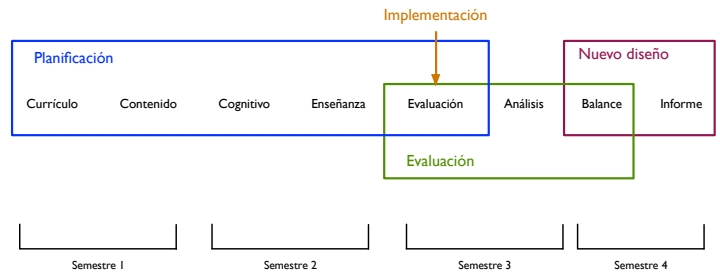 Implementación
Planificación
Nuevo diseño
Currículo
Contenido
Cognitivo
Enseñanza
Evaluación
Análisis
Balance
Informe
Evaluación
Semestre 1
Semestre 2
Semestre 3
Semestre 4